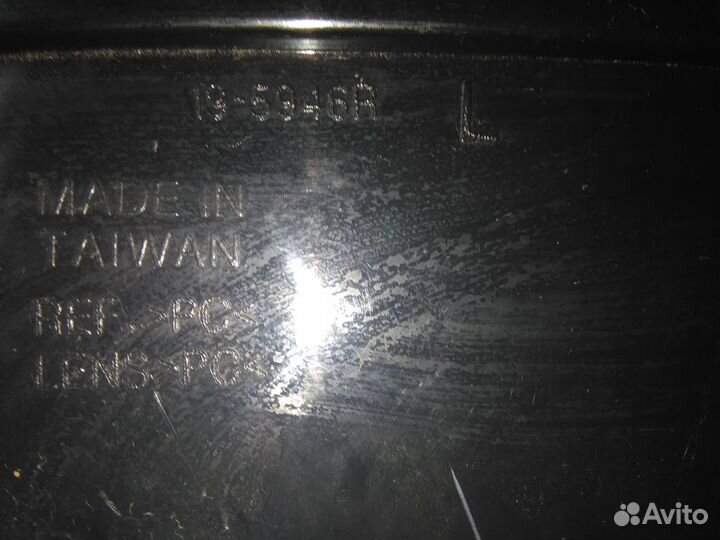 19-5946R L
MADE IN
TAIWAN
REF.>PC<
LENS>PC<
Avito